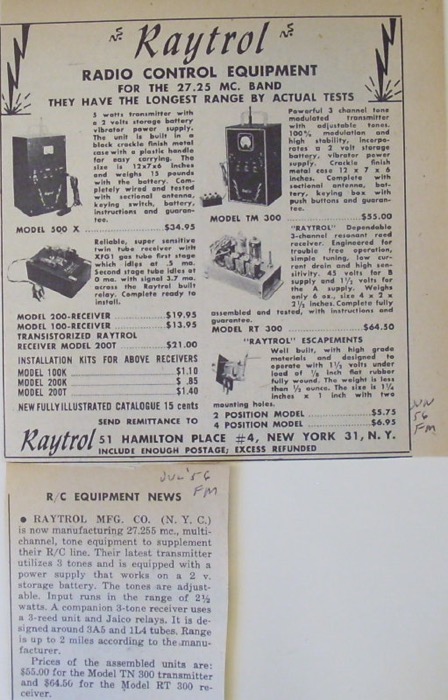 Raytrol
RADIO CONTROL EQUIPMENT
FOR THE 27.25 MC. BAND
THEY HAVE THE LONGEST RANGE BY ACTUAL TESTS
5 watts transmitter with
a 2 volts storage battery
vibrator power supply.
The unit is built in a
black crackle finish metal
case with a plastic handle
for easy carrying. The
size is 12x7x6 inches
and weighs 15 pounds
with the battery. Com-
pletely wired and tested
with sectional antenna,
keying switch, battery,
instructions and guaran-
tee.
MODEL 500 X $34.95
Reliable, super sensitive
twin tube receiver with
XFG1 gas tube first stage
which idles at .5 ma.
Second stage tube idles at
0 ma. with signal 3.7 ma.
across the Raytrol built
relay. Complete ready to
install.
MODEL 200-RECEIVER $19.95
MODEL 100-RECEIVER $13.95
TRANSISTORIZED RAYTROL
RECEIVER MODEL 200T $21.00
INSTALLATION KITS FOR ABOVE RECEIVERS
MODEL 100K $1.10
MODEL 200K $ .85
MODEL 200T $1.40
NEW FULLY ILLUSTRATED CATALOGUE 15 cents
Powerful 3 channel tone
modulated transmitter
with adjustable tones.
100% modulation and
high stability, incorpo-
rates a 2 volt storage
battery, vibrator power
supply. Crackle finish
metal case 12 x 7 x 6
inches. Complete with
sectional antenna, bat-
tery, keying box with
push buttons and guaran-
tee.
MODEL TM 300 $55.00
"RAYTROL" Dependable
3-channel resonant reed
receiver. Engineered for
trouble free operation,
simple tuning, low cur-
rent drain and high sen-
sitivity. 45 volts for B
supply and 1½ volts for
the A supply. Weighs
only 6 oz., size 4 x 2 x
2½ inches. Complete fully
assembled and tested, with instructions and
guarantee.
MODEL RT 300 $64.50
"RAYTROL" ESCAPEMENTS
Well built, with high grade
materials and designed to
operate with 1½ volts under
load of ⅛ inch flat rubber
fully wound. The weight is less
than ½ ounce. The size is 1¼
inches x 1 inch with two
mounting holes.
2 POSITION MODEL $5.75
4 POSITION MODEL $6.95
SEND REMITTANCE TO
Raytrol 51 HAMILTON PLACE #4, NEW YORK 31, N. Y.
INCLUDE ENOUGH POSTAGE; EXCESS REFUNDED
JUN
56
FM
JUL '56
FM
R/C EQUIPMENT NEWS
● RAYTROL MFG. CO. (N. Y. C.)
is now manufacturing 27.255 mc., multi-
channel, tone equipment to supplement
their R/C line. Their latest transmitter
utilizes 3 tones and is equipped with a
power supply that works on a 2 v.
storage battery. The tones are adjust-
able. Input runs in the range of 2½
watts. A companion 3-tone receiver uses
a 3-reed unit and Jaico relays. It is de-
signed around 3A5 and 1L4 tubes. Range
is up to 2 miles according to the manu-
facturer.
Prices of the assembled units are:
$55.00 for the Model TN 300 transmitter
and $64.50 for the Model RT 300 re-
ceiver.